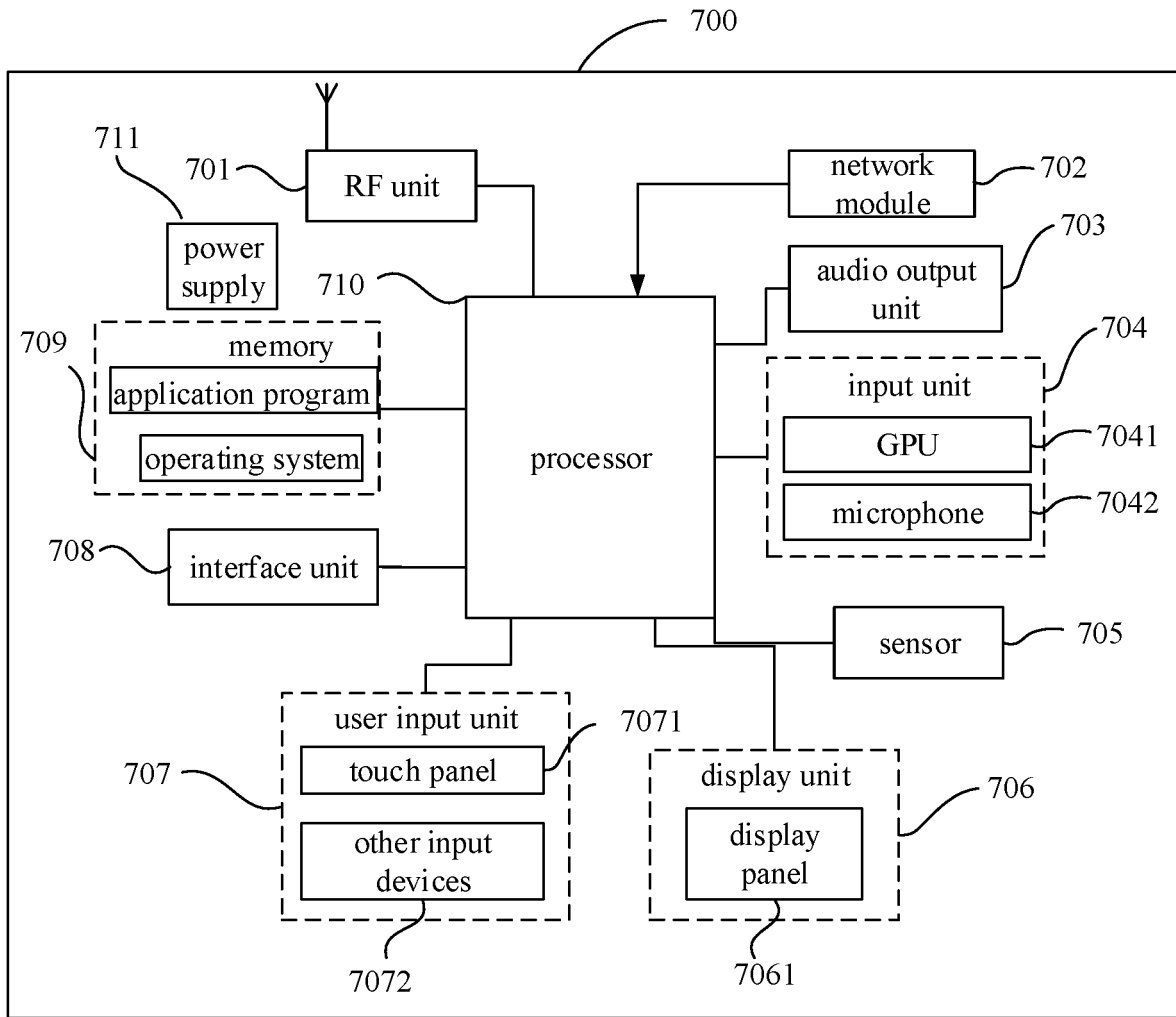 700
711
701
RF unit
network
module
702
703
power
supply
710
audio output
unit
709
memory
application program
operating system
processor
704
input unit
GPU
7041
microphone
7042
708
interface unit
sensor
705
user input unit
7071
touch panel
707
other input
devices
7072
display unit
706
display
panel
7061